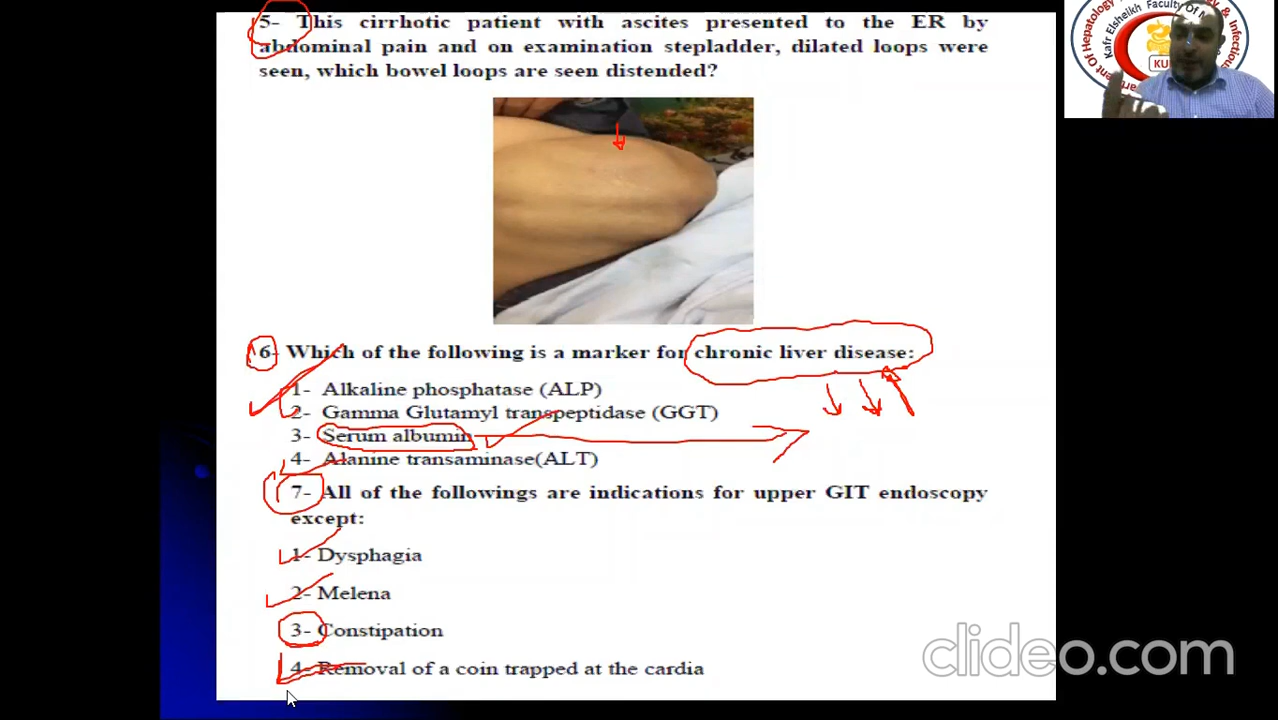 5- This cirrhotic patient with ascites presented to the ER by
abdominal pain and on examination stepladder, dilated loops were
seen, which bowel loops are seen distended?
6- Which of the following is a marker for chronic liver disease:
1- Alkaline phosphatase (ALP)
2- Gamma Glutamyl transpeptidase (GGT)
3- Serum albumin
4- Alanine transaminase(ALT)
7- All of the followings are indications for upper GIT endoscopy
except:
1- Dysphagia
2- Melena
3- Constipation
4- Removal of a coin trapped at the cardia
clideo.com